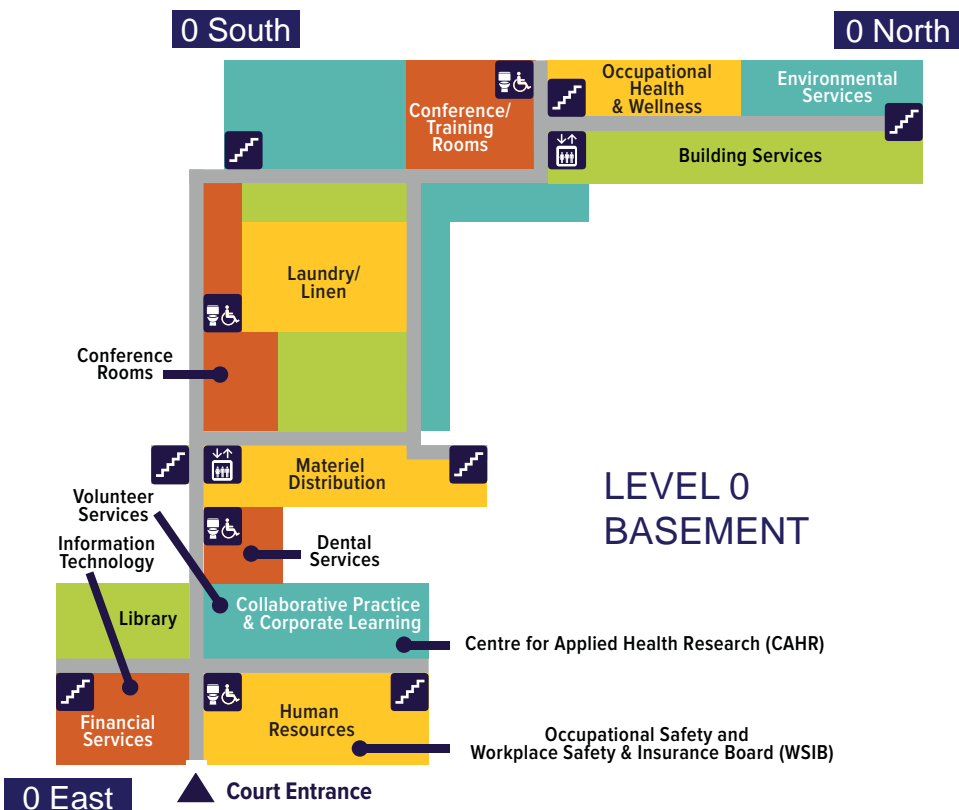 0 South
0 North
Occupational
Health
& Wellness
Environmental
Services
Conference/
Training
Rooms
Building Services
Laundry/
Linen
Conference
Rooms
Materiel
Distribution
LEVEL 0
BASEMENT
Volunteer
Services
Information
Technology
Dental
Services
Library
Collaborative Practice
& Corporate Learning
Centre for Applied Health Research (CAHR)
Financial
Services
Human
Resources
Occupational Safety and
Workplace Safety & Insurance Board (WSIB)
0 East
Court Entrance